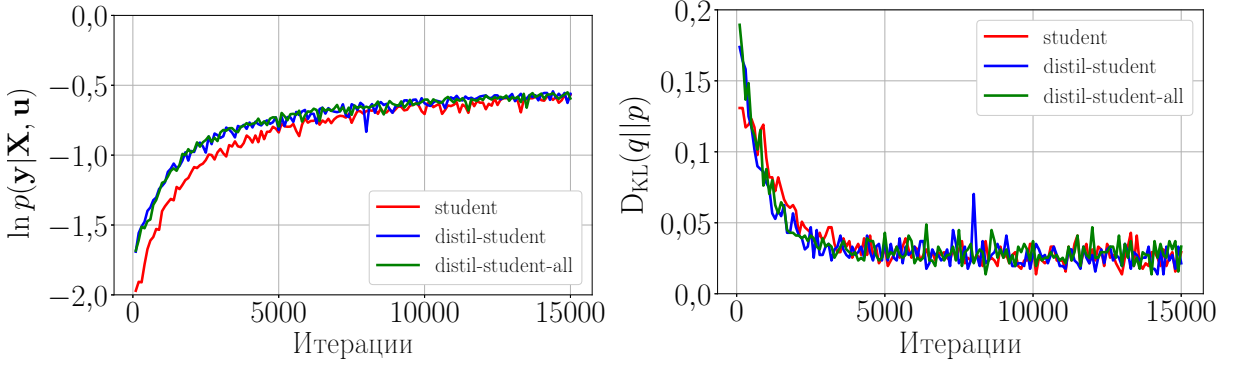 ln p(y|X, u)
0,0
−0,5
−1,0
−1,5
−2,0
0
5000
10000
15000
Итерации
student
distil-student
distil-student-all
D_KL(q||p)
0,2
0,15
0,1
0,05
0,0
0
5000
10000
15000
Итерации
student
distil-student
distil-student-all